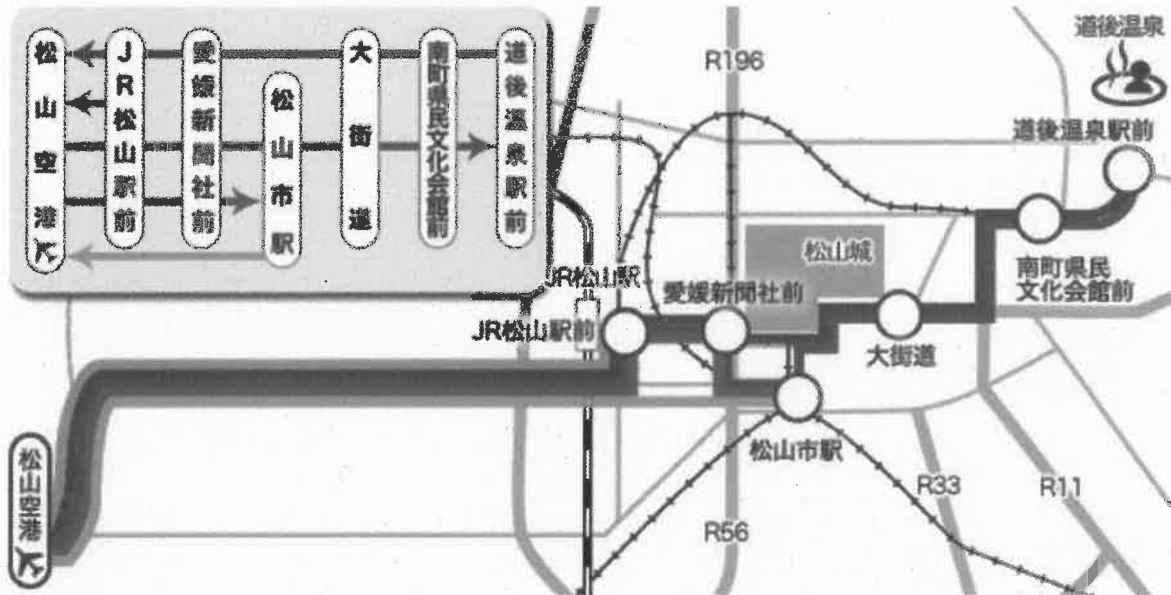 松山空港
JR松山駅前
愛媛新聞社前
松山市駅
大街道
南町県民文化会館前
道後温泉駅前
R196
道後温泉
道後温泉駅前
松山城
南町県民
文化会館前
JR松山駅
愛媛新聞社前
JR松山駅前
大街道
松山市駅
松山空港
R33
R11
R56